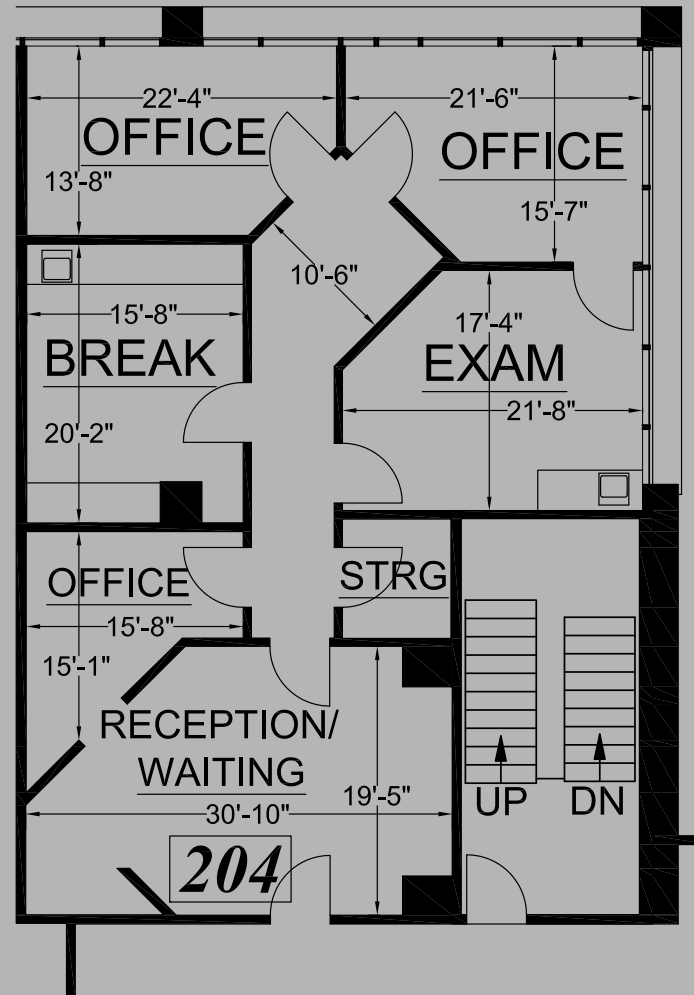 22'-4"
21'-6"
OFFICE
OFFICE
13'-8"
15'-7"
10'-6"
15'-8"
17'-4"
BREAK
EXAM
21'-8"
20'-2"
OFFICE
STRG
15'-8"
15'-1"
RECEPTION/
WAITING
19'-5"
30'-10"
UP
DN
204